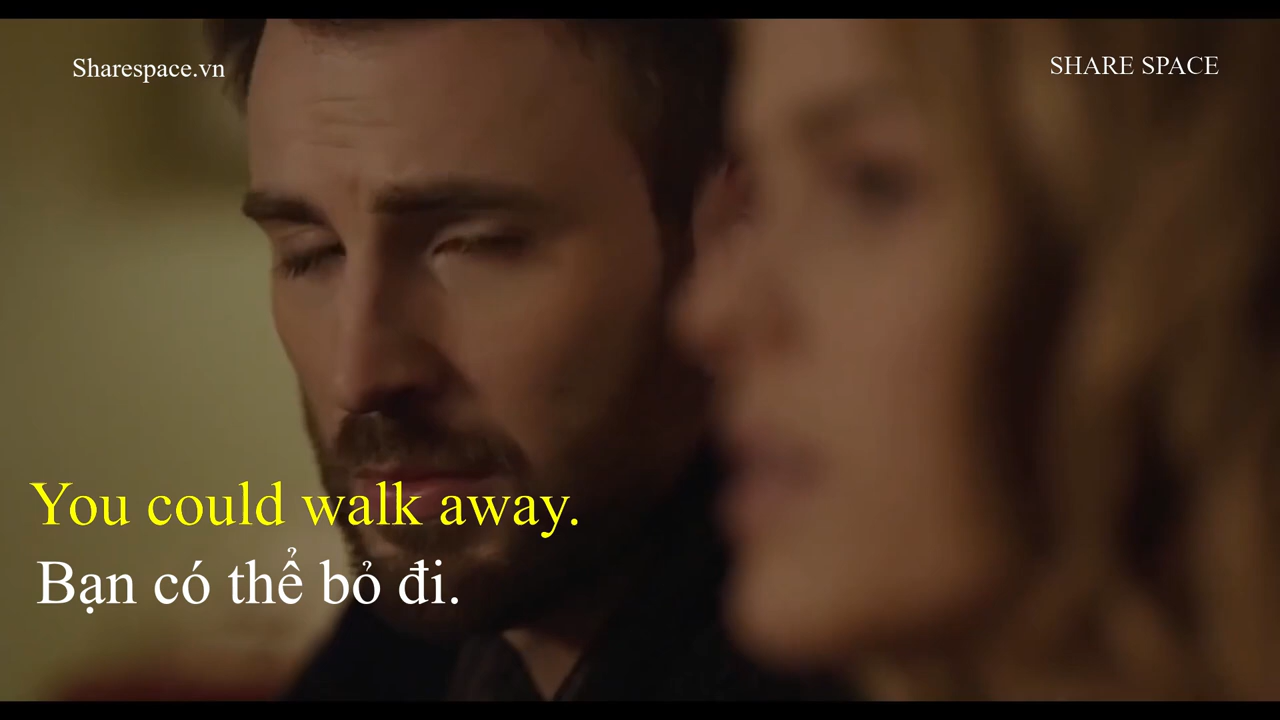 Sharespace.vn
SHARE SPACE
You could walk away.
Bạn có thể bỏ đi.